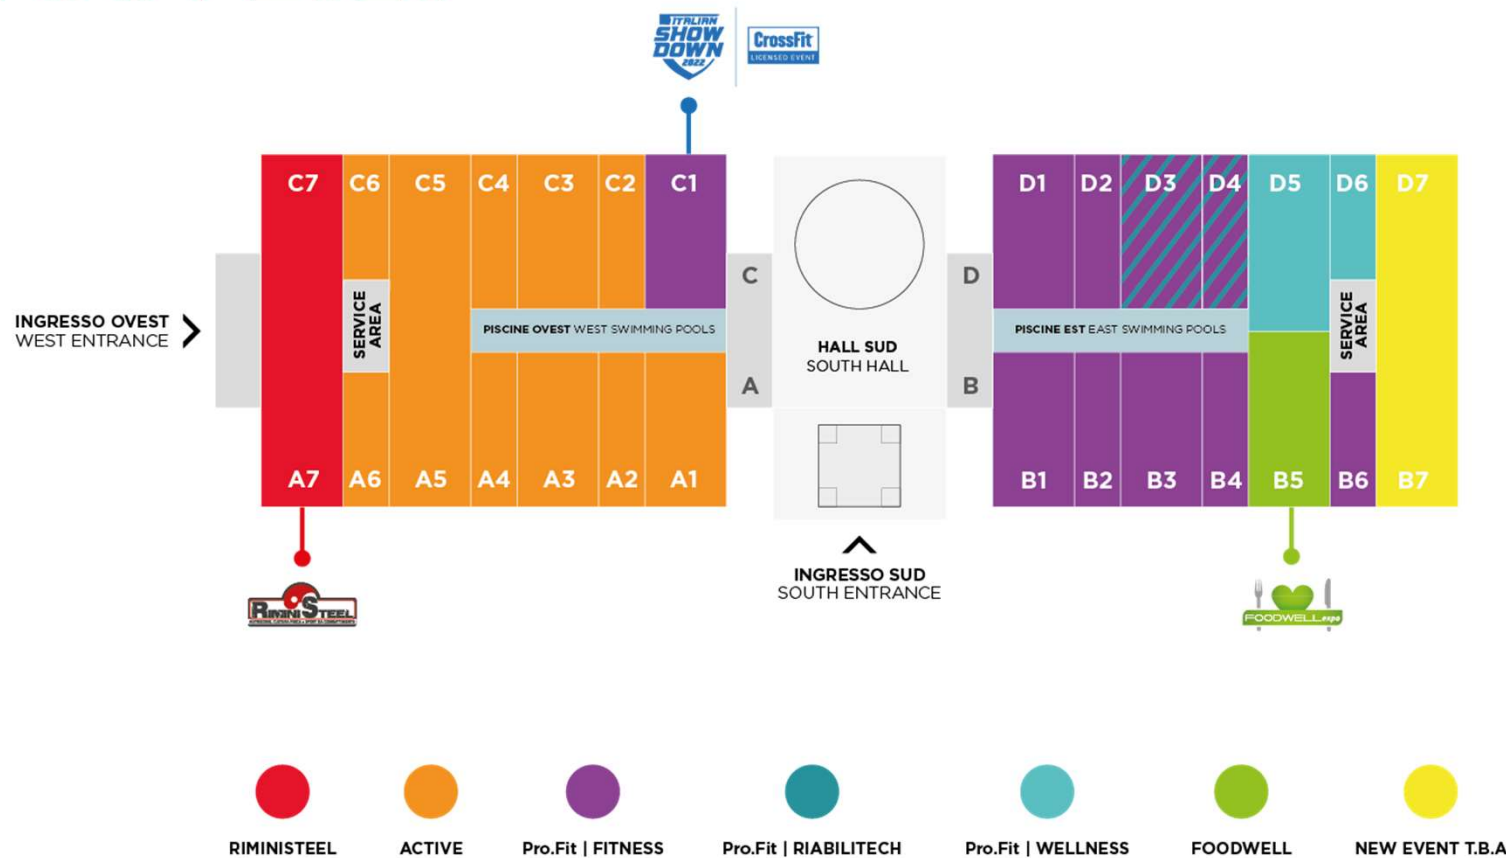 ITALIAN
SHOW
DOWN
2022
CrossFit
LICENSED EVENT
C7 C6 C5 C4 C3 C2 C1
D1 D2 D3 D4 D5 D6 D7
C
D
INGRESSO OVEST
WEST ENTRANCE
SERVICE
AREA
PISCINE OVEST WEST SWIMMING POOLS
HALL SUD
SOUTH HALL
PISCINE EST EAST SWIMMING POOLS
SERVICE
AREA
A
B
A7 A6 A5 A4 A3 A2 A1
B1 B2 B3 B4 B5 B6 B7
INGRESSO SUD
SOUTH ENTRANCE
RIMINI STEEL
FOODWELL expo
RIMINISTEEL
ACTIVE
Pro.Fit | FITNESS
Pro.Fit | RIABILITECH
Pro.Fit | WELLNESS
FOODWELL
NEW EVENT T.B.A